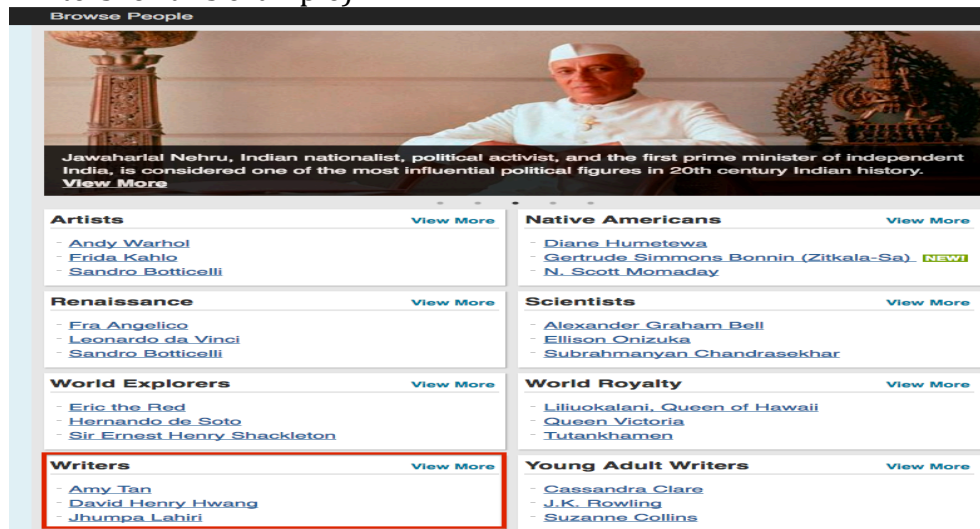 Browse People
Jawaharlal Nehru, Indian nationalist, political activist, and the first prime minister of independent
India, is considered one of the most influential political figures in 20th century Indian history.
View More
Artists View More
- Andy Warhol
- Frida Kahlo
- Sandro Botticelli
Native Americans View More
- Diane Humetewa
- Gertrude Simmons Bonnin (Zitkala-Sa) NEW!
- N. Scott Momaday
Renaissance View More
- Fra Angelico
- Leonardo da Vinci
- Sandro Botticelli
Scientists View More
- Alexander Graham Bell
- Ellison Onizuka
- Subrahmanyan Chandrasekhar
World Explorers View More
- Eric the Red
- Hernando de Soto
- Sir Ernest Henry Shackleton
World Royalty View More
- Liliuokalani, Queen of Hawaii
- Queen Victoria
- Tutankhamen
Writers View More
- Amy Tan
- David Henry Hwang
- Jhumpa Lahiri
Young Adult Writers View More
- Cassandra Clare
- J.K. Rowling
- Suzanne Collins